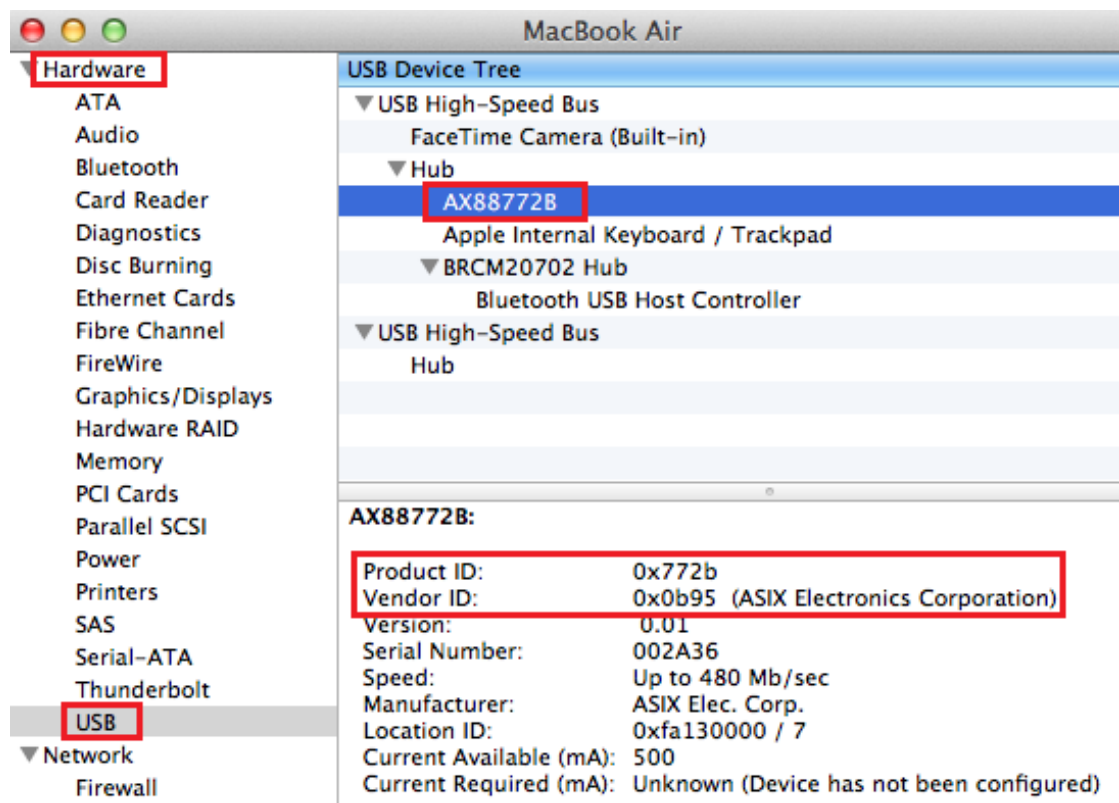 MacBook Air
Hardware
ATA
Audio
Bluetooth
Card Reader
Diagnostics
Disc Burning
Ethernet Cards
Fibre Channel
FireWire
Graphics/Displays
Hardware RAID
Memory
PCI Cards
Parallel SCSI
Power
Printers
SAS
Serial-ATA
Thunderbolt
USB
Network
Firewall
USB Device Tree
USB High-Speed Bus
FaceTime Camera (Built-in)
Hub
AX88772B
Apple Internal Keyboard / Trackpad
BRCM20702 Hub
Bluetooth USB Host Controller
USB High-Speed Bus
Hub
AX88772B:
Product ID: 0x772b
Vendor ID: 0x0b95 (ASIX Electronics Corporation)
Version: 0.01
Serial Number: 002A36
Speed: Up to 480 Mb/sec
Manufacturer: ASIX Elec. Corp.
Location ID: 0xfa130000 / 7
Current Available (mA): 500
Current Required (mA): Unknown (Device has not been configured)